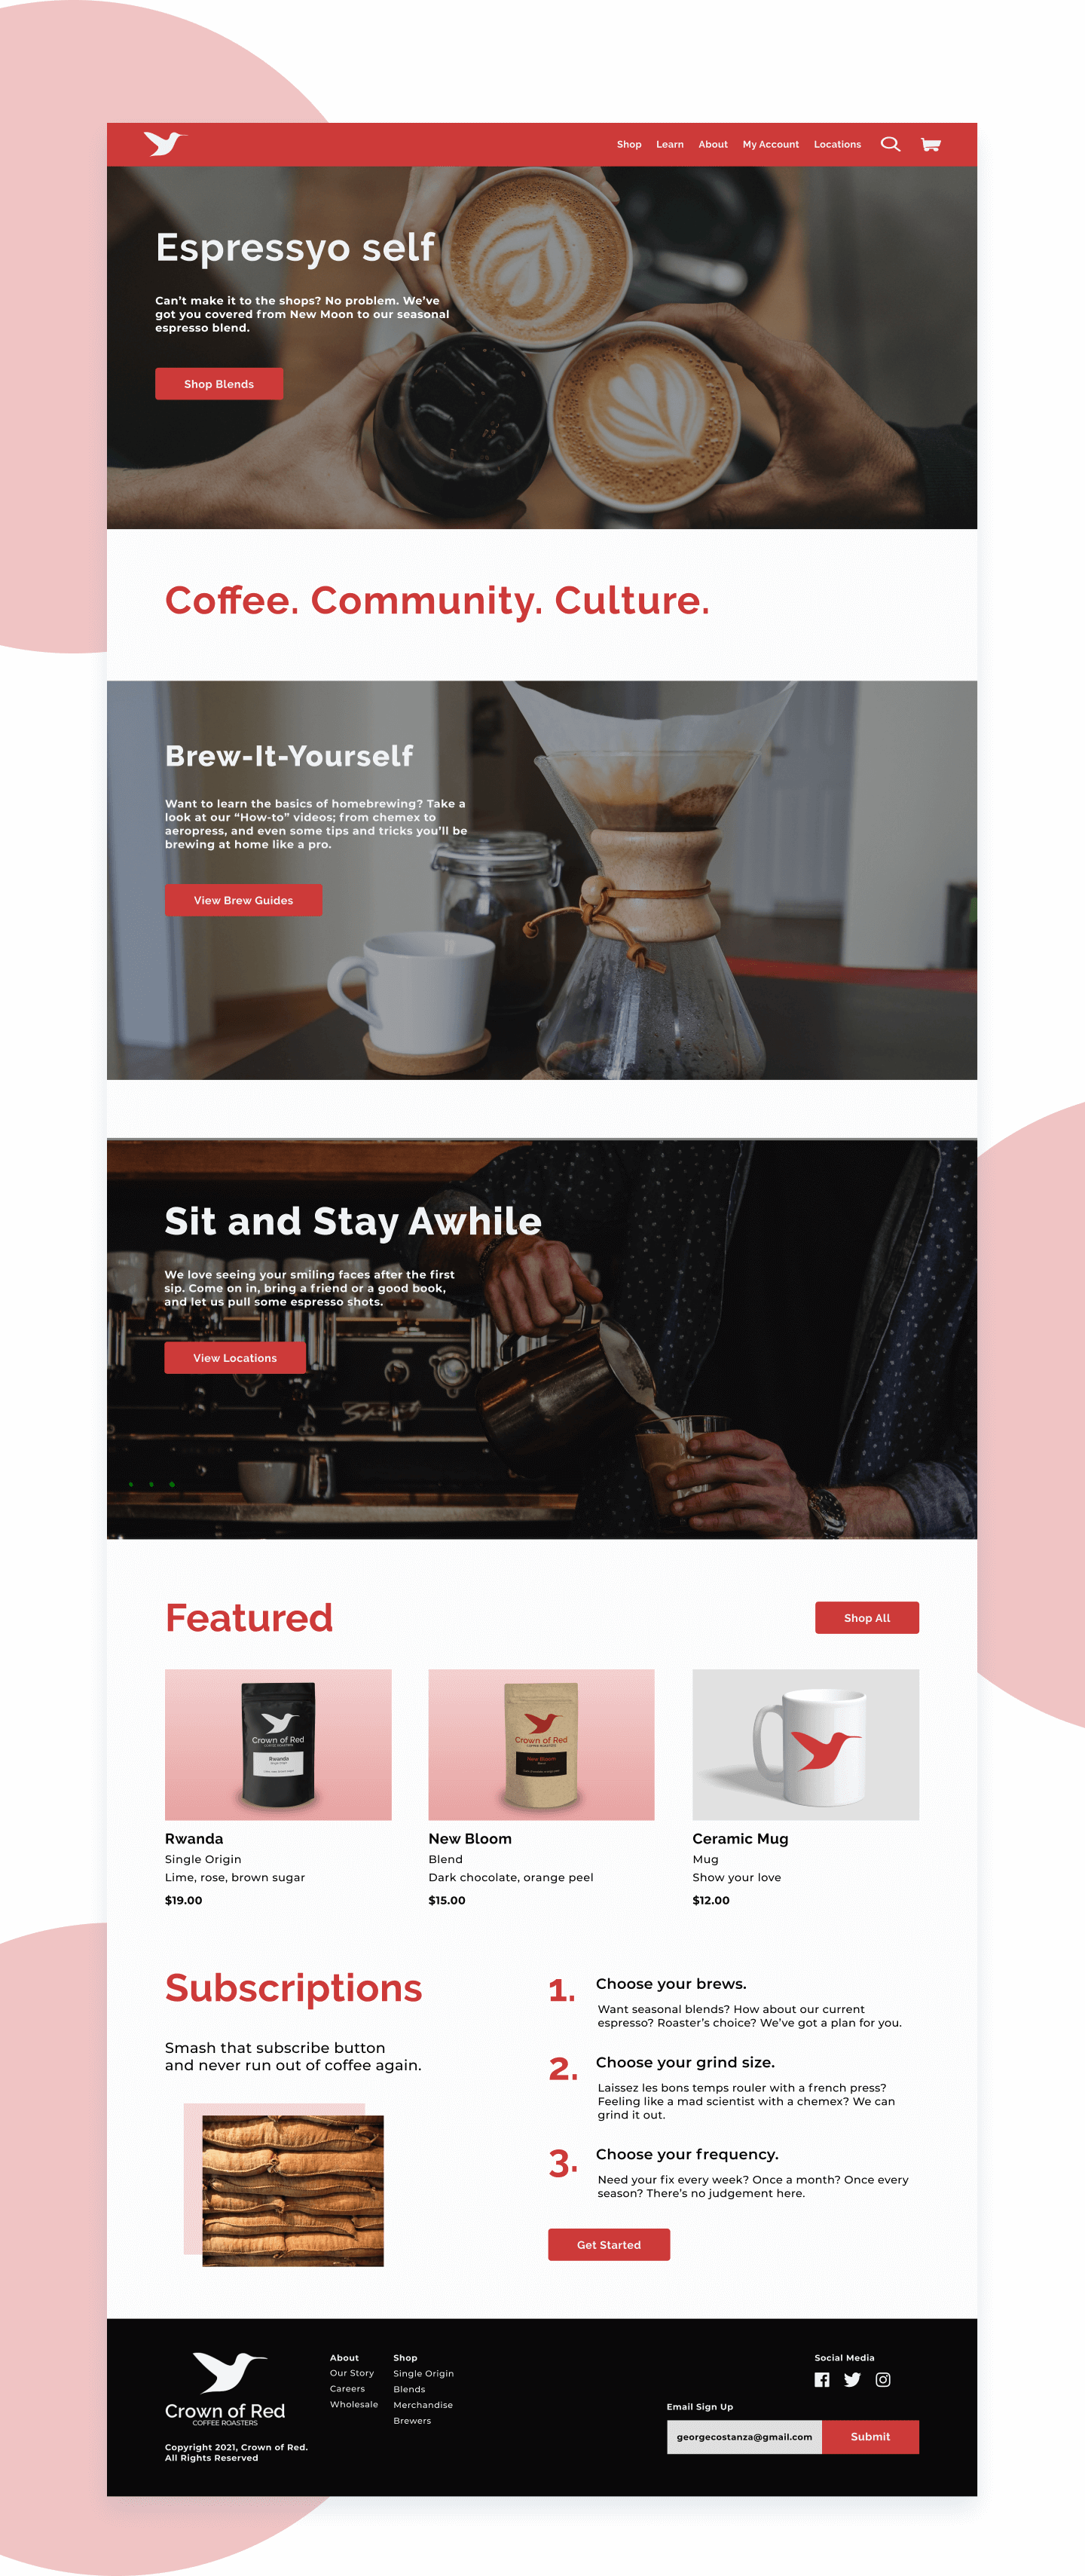 Shop Learn About My Account Locations
Espressyo self
Can’t make it to the shops? No problem. We’ve
got you covered from New Moon to our seasonal
espresso blend.
Shop Blends
Coffee. Community. Culture.
Brew-It-Yourself
Want to learn the basics of homebrewing? Take a
look at our “How-to” videos; from chemex to
aeropress, and even some tips and tricks you’ll be
brewing at home like a pro.
View Brew Guides
Sit and Stay Awhile
We love seeing your smiling faces after the first
sip. Come on in, bring a friend or a good book,
and let us pull some espresso shots.
View Locations
Featured
Shop All
Crown of Red
COFFEE ROASTERS
Rwanda
Crown of Red
COFFEE ROASTERS
New Bloom
Rwanda
Single Origin
Lime, rose, brown sugar
$19.00
New Bloom
Blend
Dark chocolate, orange peel
$15.00
Ceramic Mug
Mug
Show your love
$12.00
Subscriptions
Smash that subscribe button
and never run out of coffee again.
1. Choose your brews.
Want seasonal blends? How about our current
espresso? Roaster’s choice? We’ve got a plan for you.
2. Choose your grind size.
Laissez les bons temps rouler with a french press?
Feeling like a mad scientist with a chemex? We can
grind it out.
3. Choose your frequency.
Need your fix every week? Once a month? Once every
season? There’s no judgement here.
Get Started
Crown of Red
COFFEE ROASTERS
Copyright 2021, Crown of Red.
All Rights Reserved
About
Our Story
Careers
Wholesale
Shop
Single Origin
Blends
Merchandise
Brewers
Social Media
Email Sign Up
georgecostanza@gmail.com
Submit